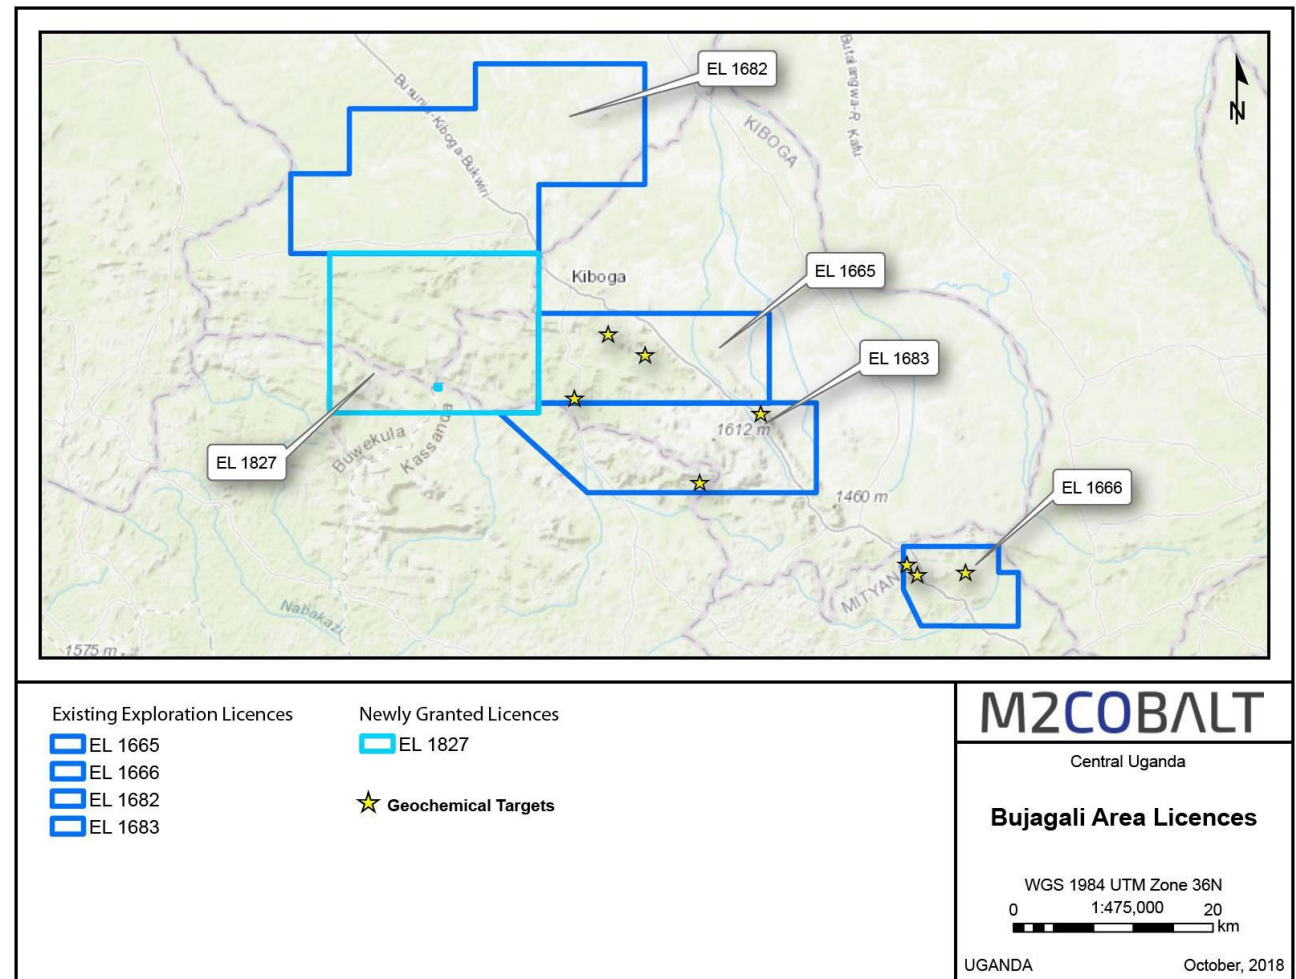 EL 1682
N
Busunju-Kiboga-Bukwiri
KIBOGA
EL 1665
Kiboga
EL 1683
1612 m
EL 1827
Buwekula
Kassanda
1460 m
EL 1666
MITYAN
Nabakazi
1575 m
Existing Exploration Licences
EL 1665
EL 1666
EL 1682
EL 1683
Newly Granted Licences
EL 1827
Geochemical Targets
M2COBALT
Central Uganda
Bujagali Area Licences
WGS 1984 UTM Zone 36N
0 1:475,000 20
km
UGANDA October, 2018